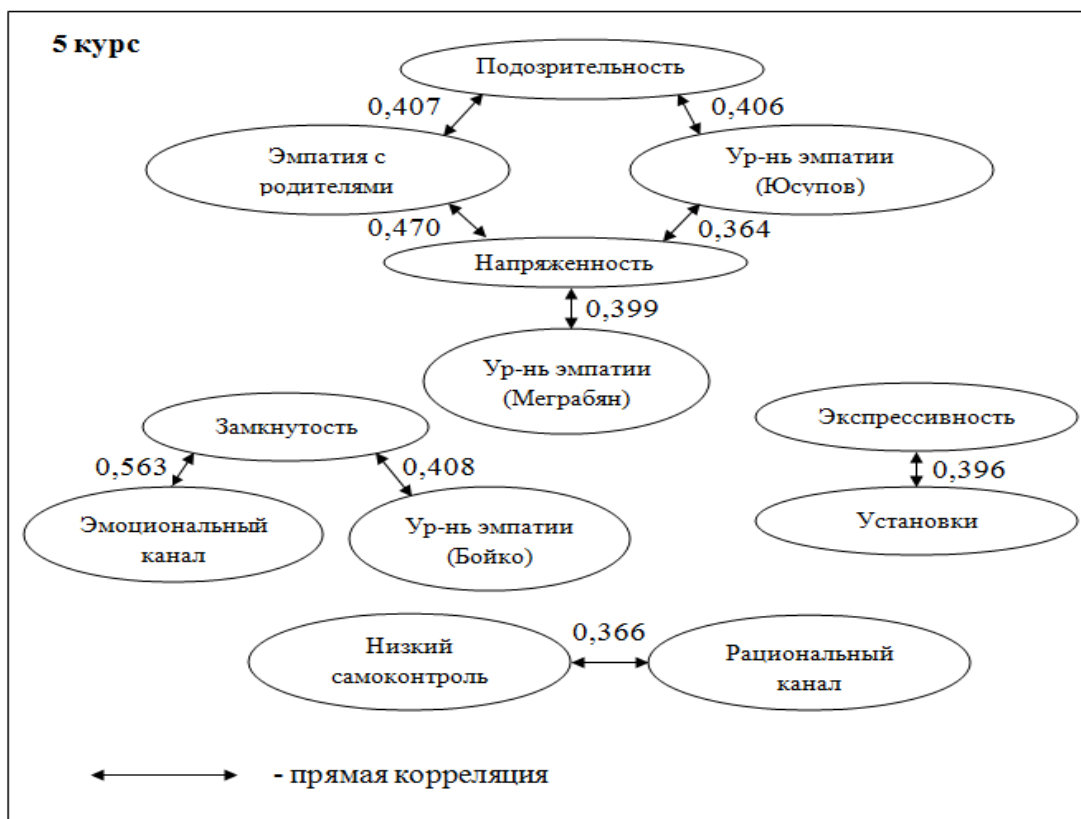 5 курс
Подозрительность
0,407
0,406
Эмпатия с
родителями
Ур-нь эмпатии
(Юсупов)
0,470
0,364
Напряженность
0,399
Ур-нь эмпатии
(Меграбян)
Замкнутость
Экспрессивность
0,563
0,408
0,396
Эмоциональный
канал
Ур-нь эмпатии
(Бойко)
Установки
Низкий
самоконтроль
0,366
Рациональный
канал
- прямая корреляция